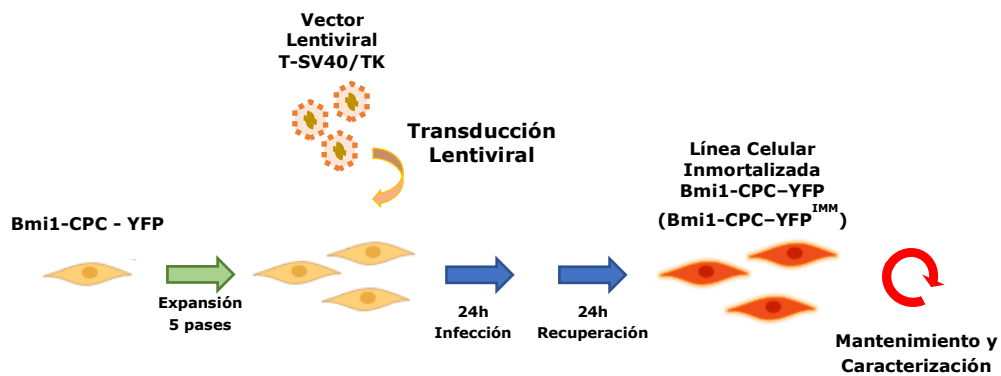 Vector
Lentiviral
T-SV40/TK
Transducción
Lentiviral
Bmi1-CPC - YFP
Expansión
5 pases
24h
Infección
24h
Recuperación
Línea Celular
Inmortalizada
Bmi1-CPC–YFP
(Bmi1-CPC–YFP^IMM)
Mantenimiento y
Caracterización